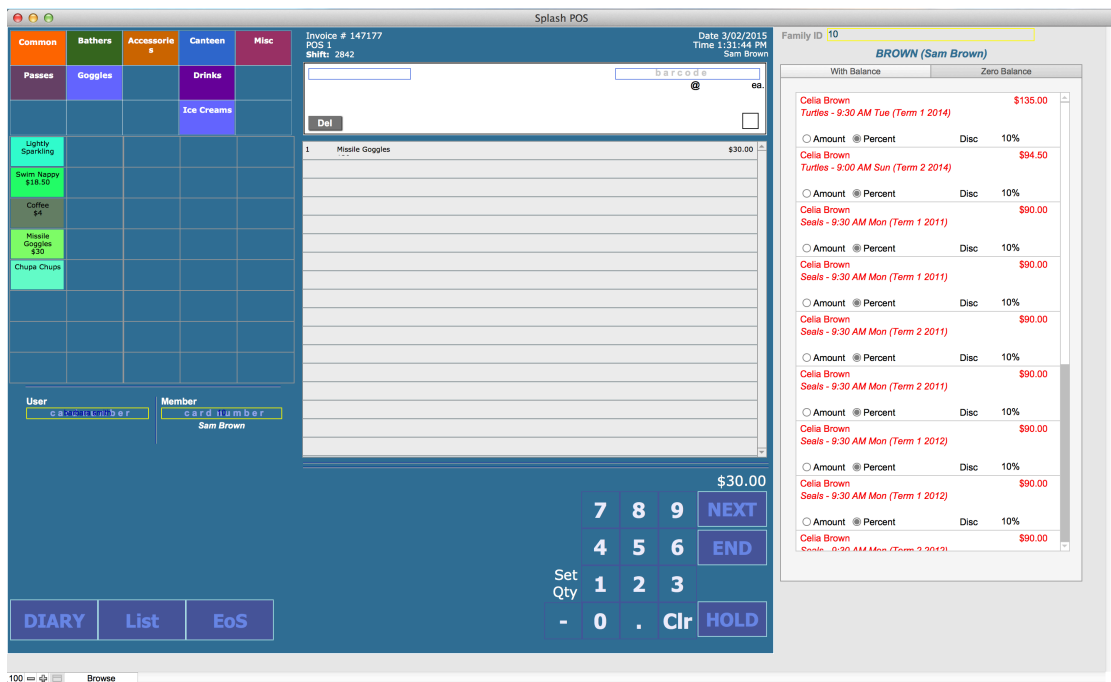 Splash POS
Common
Bathers
Accessorie
s
Canteen
Misc
Passes
Goggles
Drinks
Ice Creams
Lightly
Sparkling
Swim Nappy
$18.50
Coffee
$4
Missile
Goggles
$30
Chupa Chups
User
Member
card number
Sam Brown
DIARY
List
EoS
Invoice # 147177
POS 1
Shift: 2842
Date 3/02/2015
Time 1:31:44 PM
Sam Brown
barcode
@
ea.
Del
1 Missile Goggles $30.00
$30.00
7 8 9 NEXT
4 5 6 END
Set
Qty
1 2 3
- 0 . Clr HOLD
Family ID 10
BROWN (Sam Brown)
With Balance
Zero Balance
Celia Brown $135.00
Turtles - 9:30 AM Tue (Term 1 2014)
Amount Percent Disc 10%
Celia Brown $94.50
Turtles - 9:00 AM Sun (Term 2 2014)
Amount Percent Disc 10%
Celia Brown $90.00
Seals - 9:30 AM Mon (Term 1 2011)
Amount Percent Disc 10%
Celia Brown $90.00
Seals - 9:30 AM Mon (Term 1 2011)
Amount Percent Disc 10%
Celia Brown $90.00
Seals - 9:30 AM Mon (Term 2 2011)
Amount Percent Disc 10%
Celia Brown $90.00
Seals - 9:30 AM Mon (Term 2 2011)
Amount Percent Disc 10%
Celia Brown $90.00
Seals - 9:30 AM Mon (Term 1 2012)
Amount Percent Disc 10%
Celia Brown $90.00
Seals - 9:30 AM Mon (Term 1 2012)
Amount Percent Disc 10%
Celia Brown $90.00
Seals - 9:30 AM Mon (Term 2 2012)
100
Browse